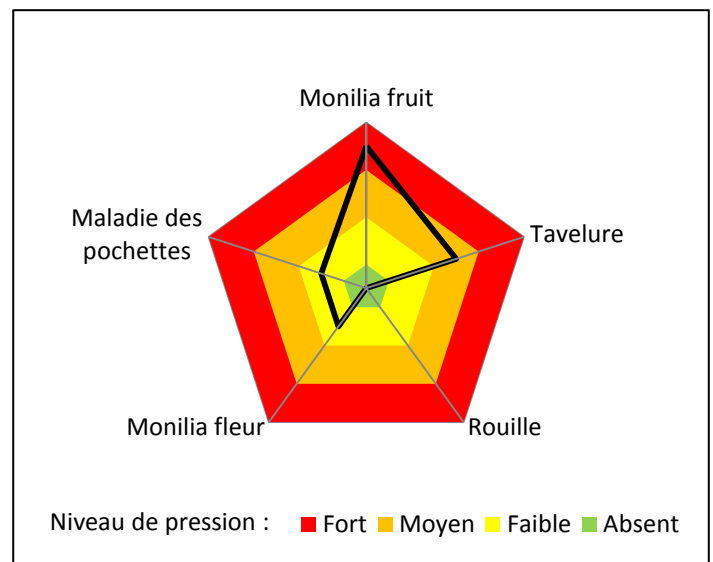 Monilia fruit
Maladie des
pochettes
Tavelure
Monilia fleur
Rouille
Niveau de pression : Fort Moyen Faible Absent